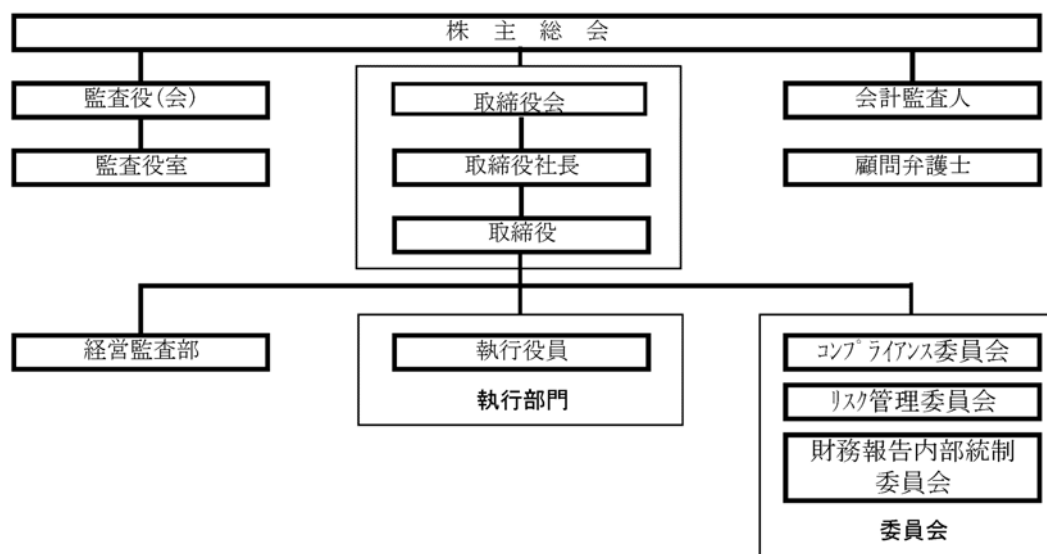 株 主 総 会
監査役(会)
取締役会
会計監査人
監査役室
取締役社長
顧問弁護士
取締役
経営監査部
執行役員
執行部門
ｺﾝﾌﾟﾗｲｱﾝｽ委員会
ﾘｽｸ管理委員会
財務報告内部統制
委員会
委員会